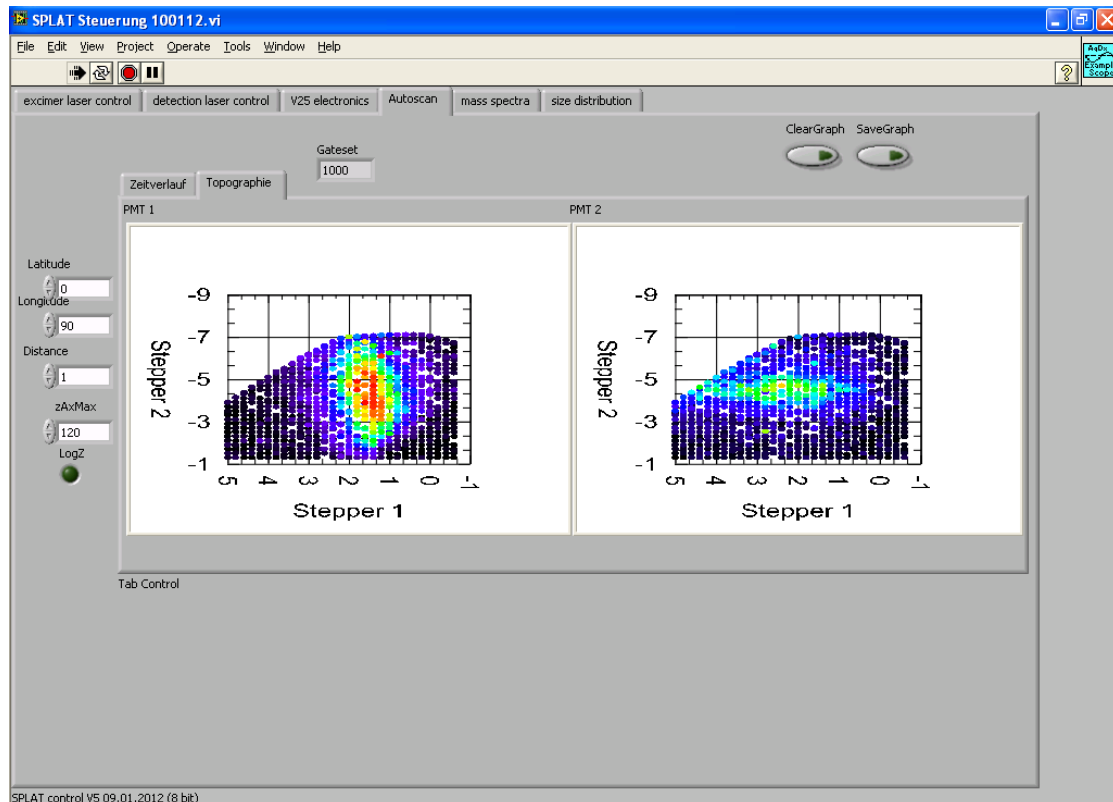 SPLAT Steuerung 100112.vi
File Edit View Project Operate Tools Window Help
AqDx
Example
Scope
excimer laser control detection laser control V25 electronics Autoscan mass spectra size distribution
ClearGraph SaveGraph
Gateset
1000
Zeitverlauf Topographie
PMT 1 PMT 2
Latitude
0
Longitude
90
Distance
1
zAxMax
120
LogZ
-9
-7
-5
-3
-1
Stepper 2
5 4 3 2 1 0 -1
Stepper 1
-9
-7
-5
-3
-1
Stepper 2
5 4 3 2 1 0 -1
Stepper 1
Tab Control
SPLAT control V5 09.01.2012 (8 bit)